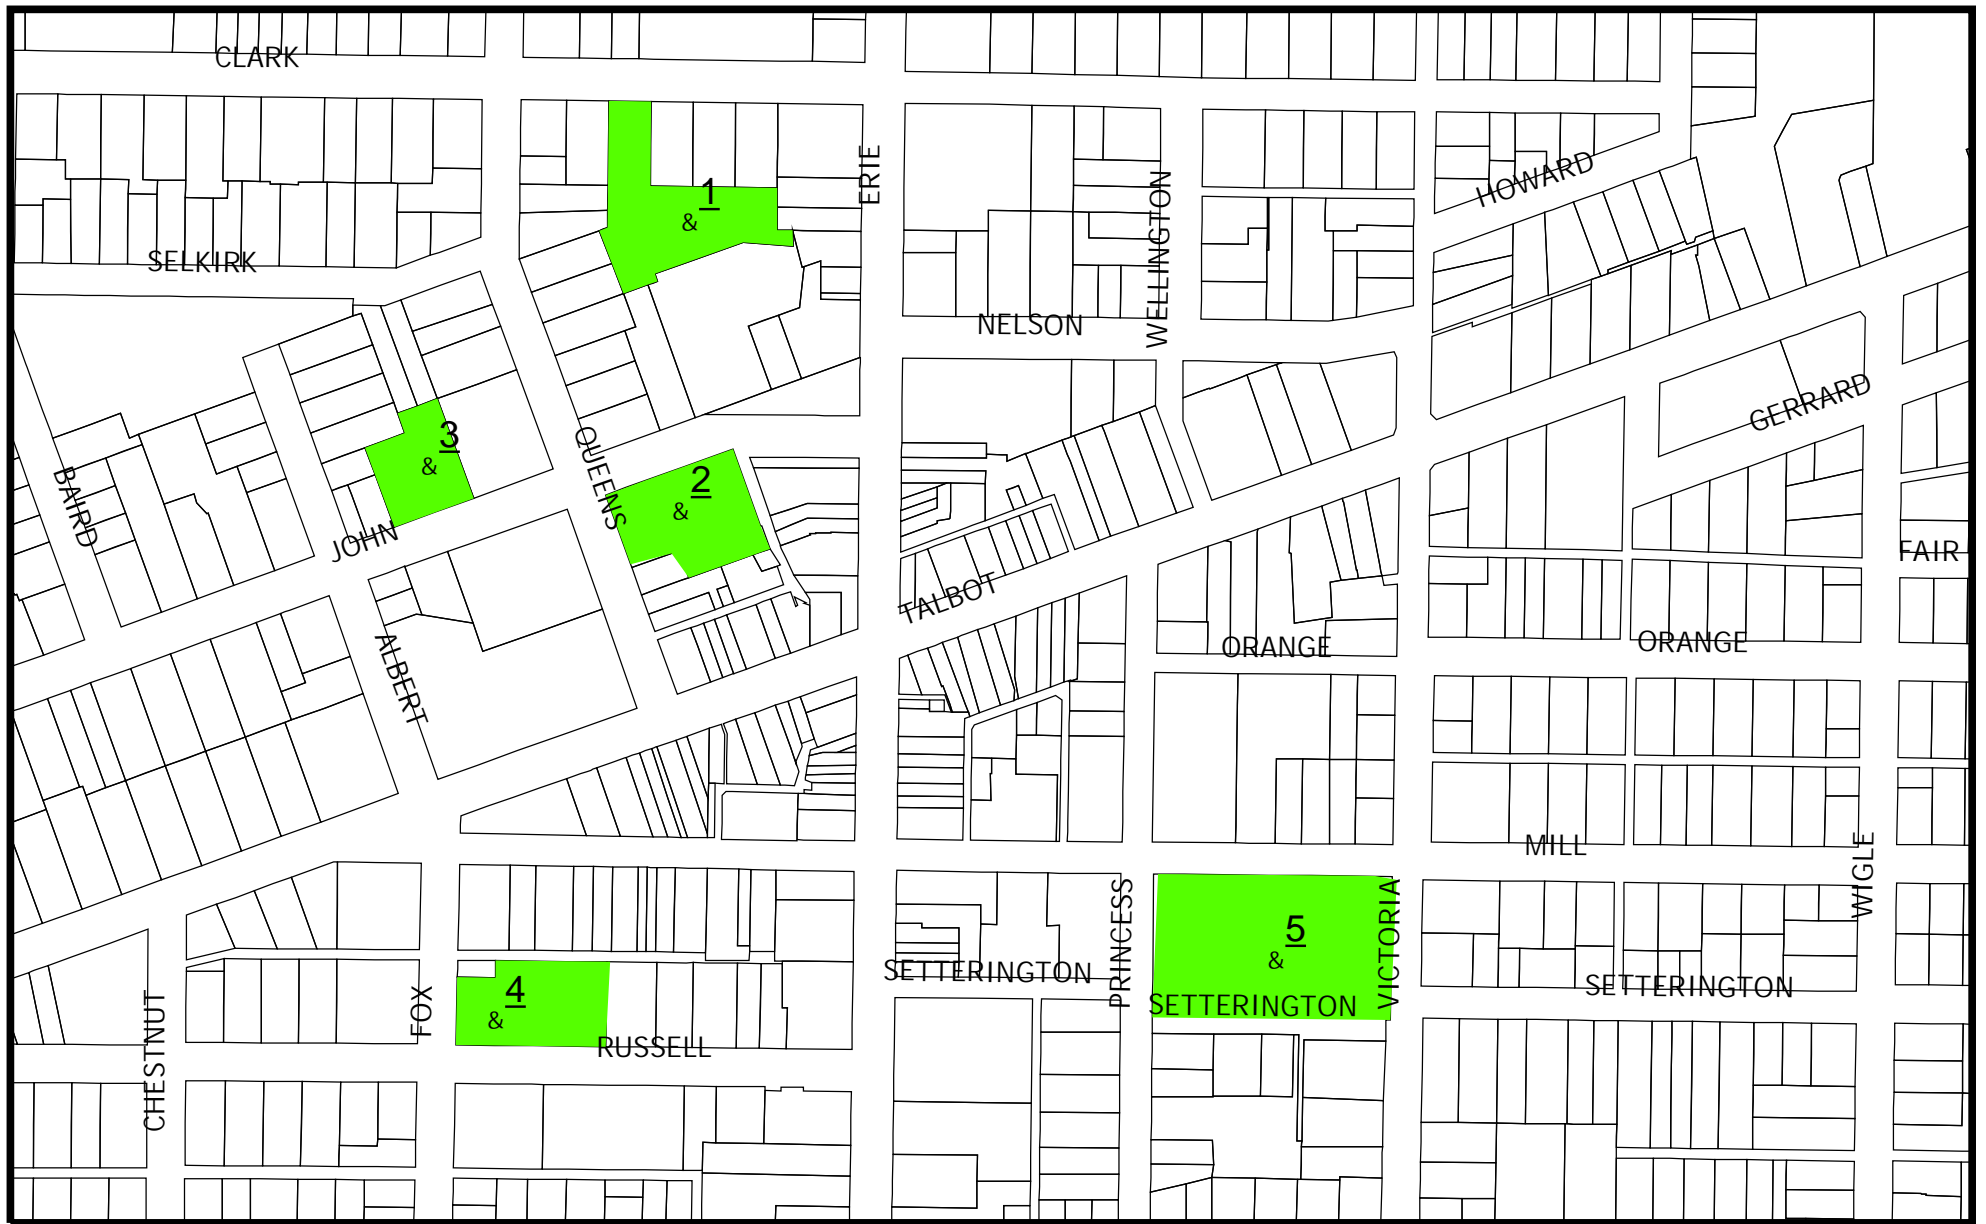 CLARK
ERIE
1
&
HOWARD
WELLINGTON
SELKIRK
NELSON
GERRARD
3
&
QUEENS
2
&
BAIRD
JOHN
FAIR
TALBOT
ORANGE
ORANGE
ALBERT
MILL
WIGLE
PRINCESS
VICTORIA
5
&
SETTERINGTON
SETTERINGTON
SETTERINGTON
4
&
FOX
CHESTNUT
RUSSELL